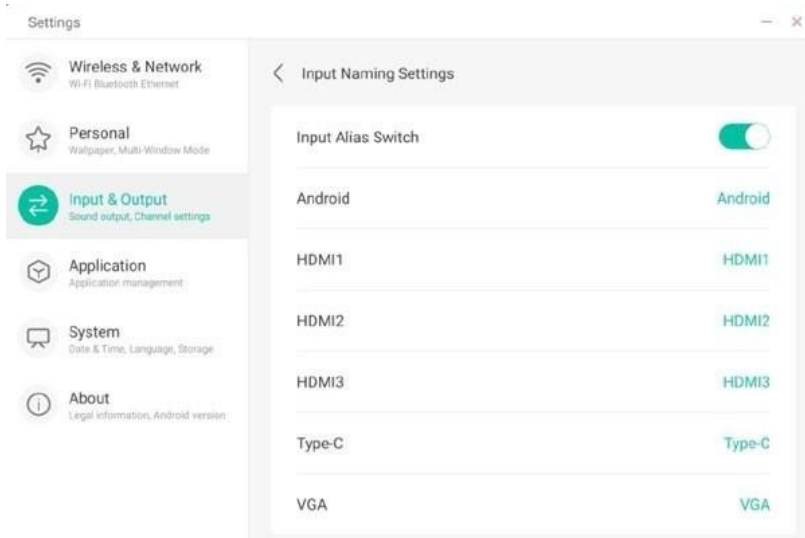 Settings
Wireless & Network
Wi-Fi Bluetooth Ethernet
Personal
Wallpaper, Multi-Window Mode
Input & Output
Sound output, Channel settings
Application
Application management
System
Date & Time, Language, Storage
About
Legal information, Android version
Input Naming Settings
Input Alias Switch
Android Android
HDMI1 HDMI1
HDMI2 HDMI2
HDMI3 HDMI3
Type-C Type-C
VGA VGA